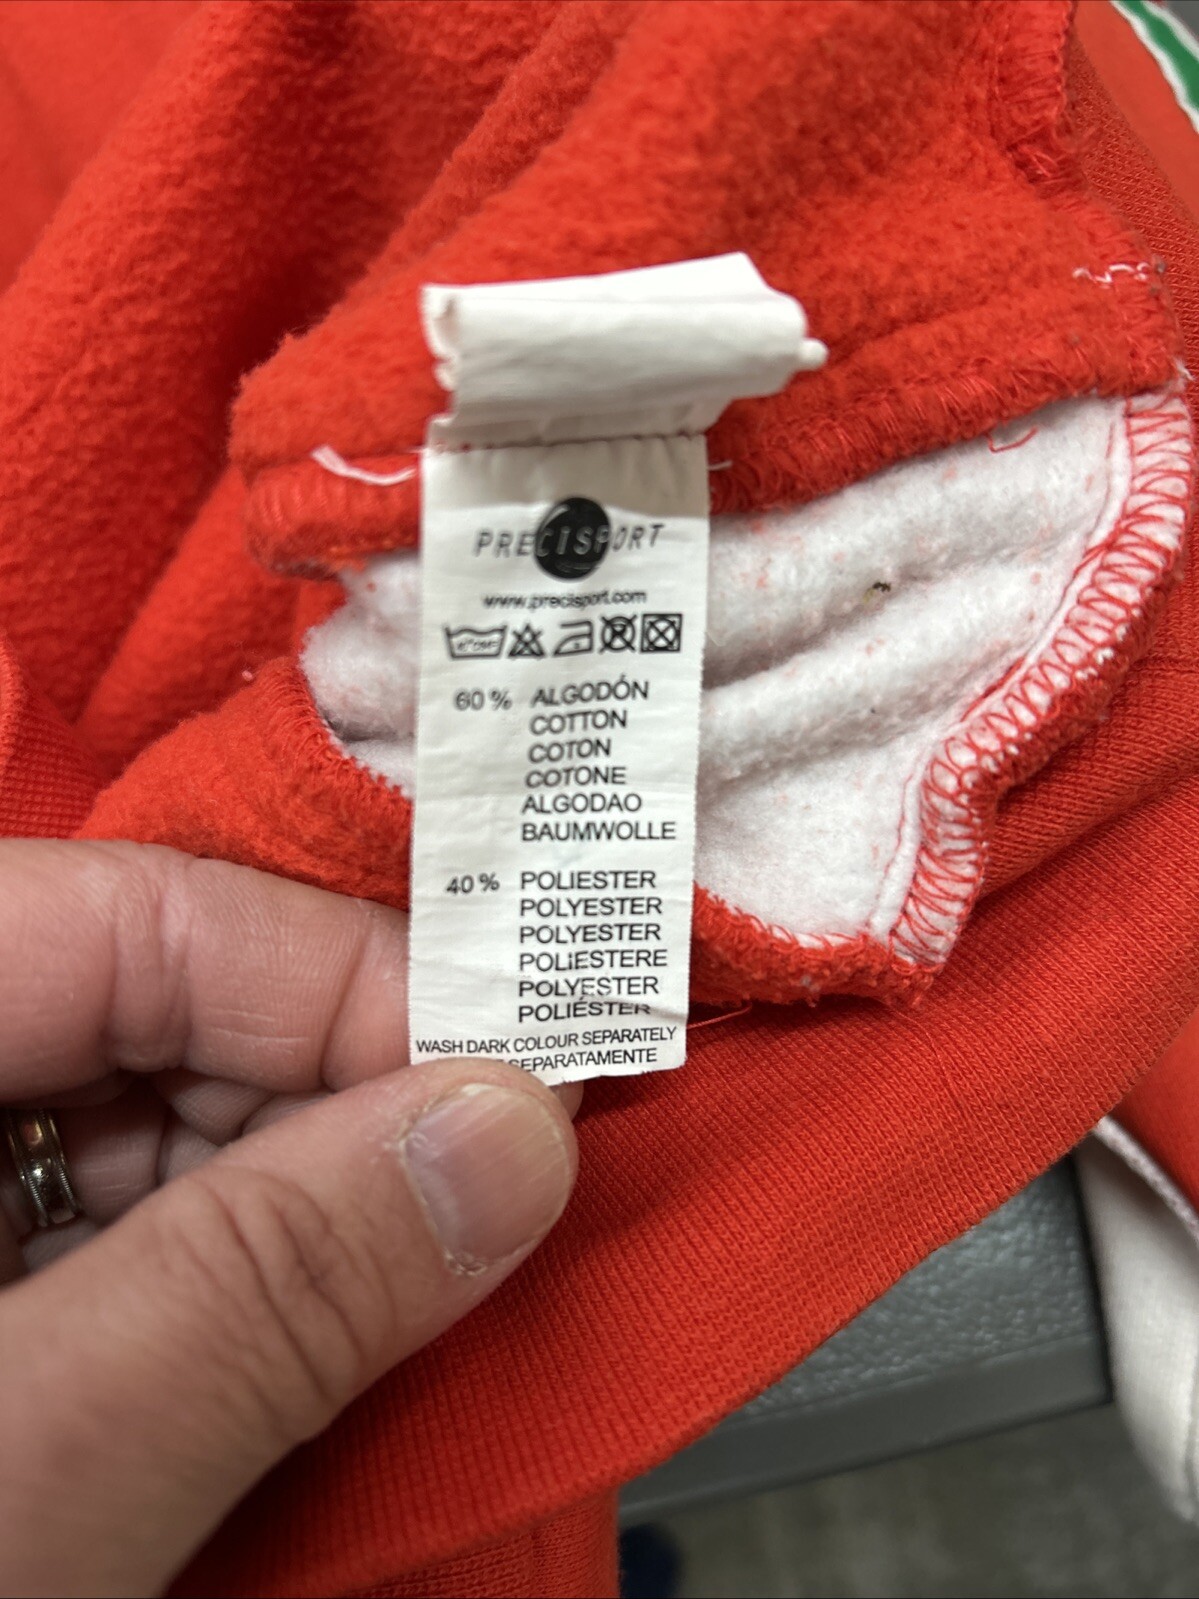 PRECISPORT
www.precisport.com
60% ALGODÓN
COTTON
COTON
COTONE
ALGODAO
BAUMWOLLE
40% POLIESTER
POLYESTER
POLYESTER
POLIESTERE
POLYESTER
POLIÉSTER
WASH DARK COLOUR SEPARATELY
SEPARATAMENTE